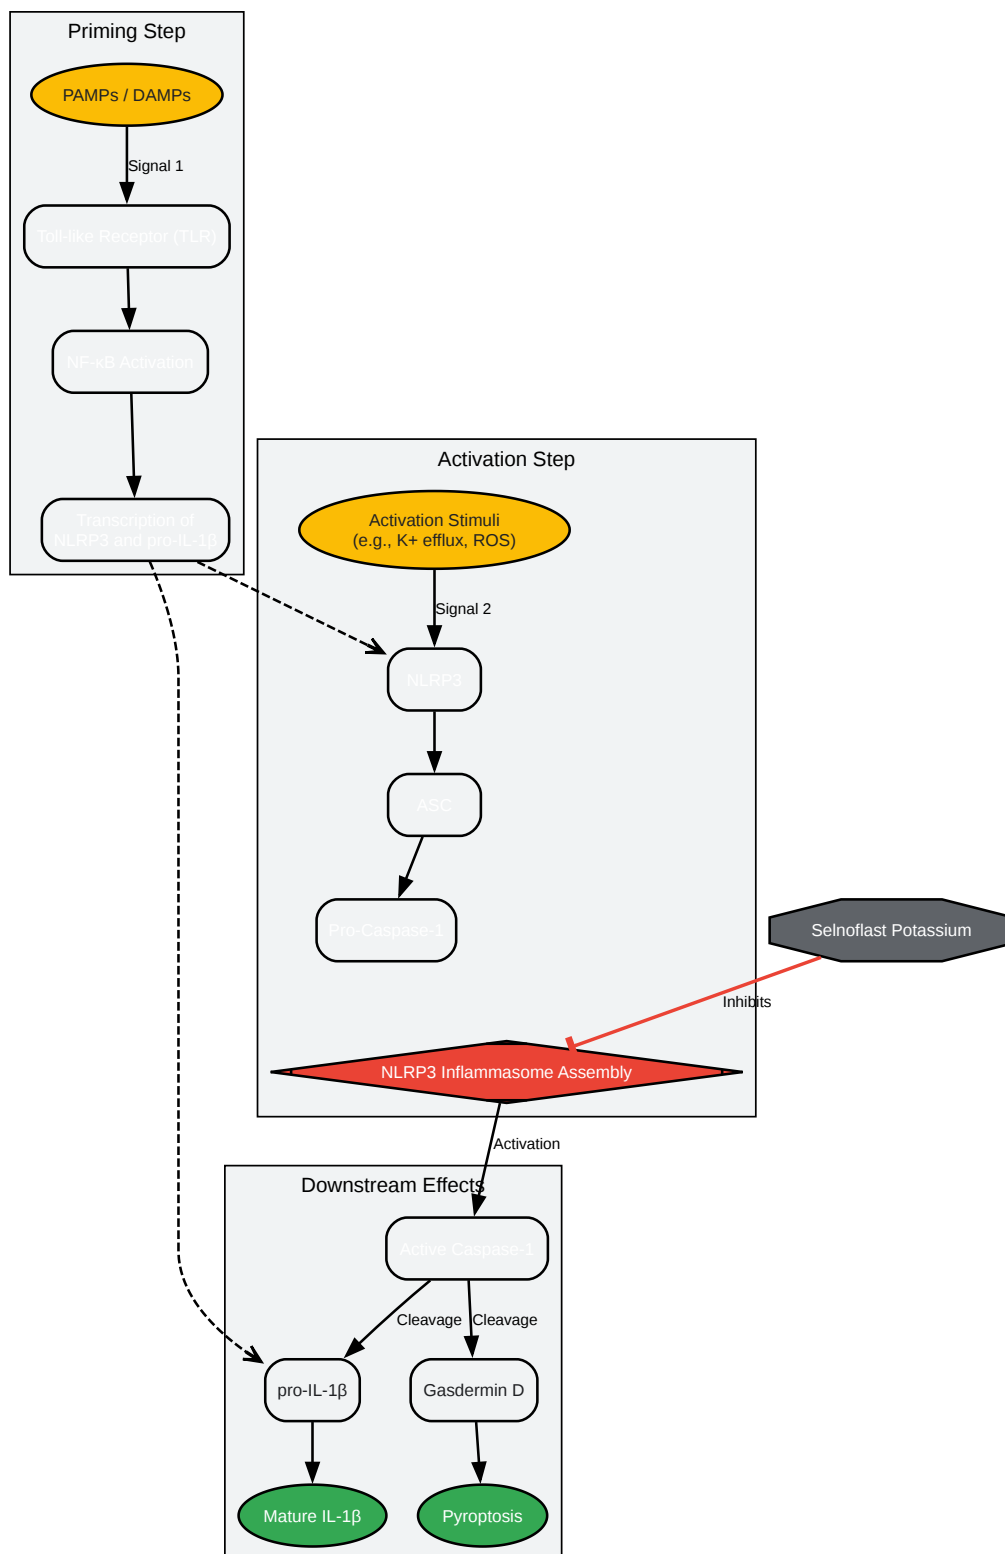 Priming Step
PAMPs / DAMPs
Signal 1
Toll-like Receptor (TLR)
NF-κB Activation
Transcription of
NLRP3 and pro-IL-1β
Activation Step
Activation Stimuli
(e.g., K+ efflux, ROS)
Signal 2
NLRP3
ASC
Pro-Caspase-1
Selnoflast Potassium
Inhibits
NLRP3 Inflammasome Assembly
Activation
Downstream Effects
Active Caspase-1
Cleavage
Cleavage
pro-IL-1β
Gasdermin D
Mature IL-1β
Pyroptosis